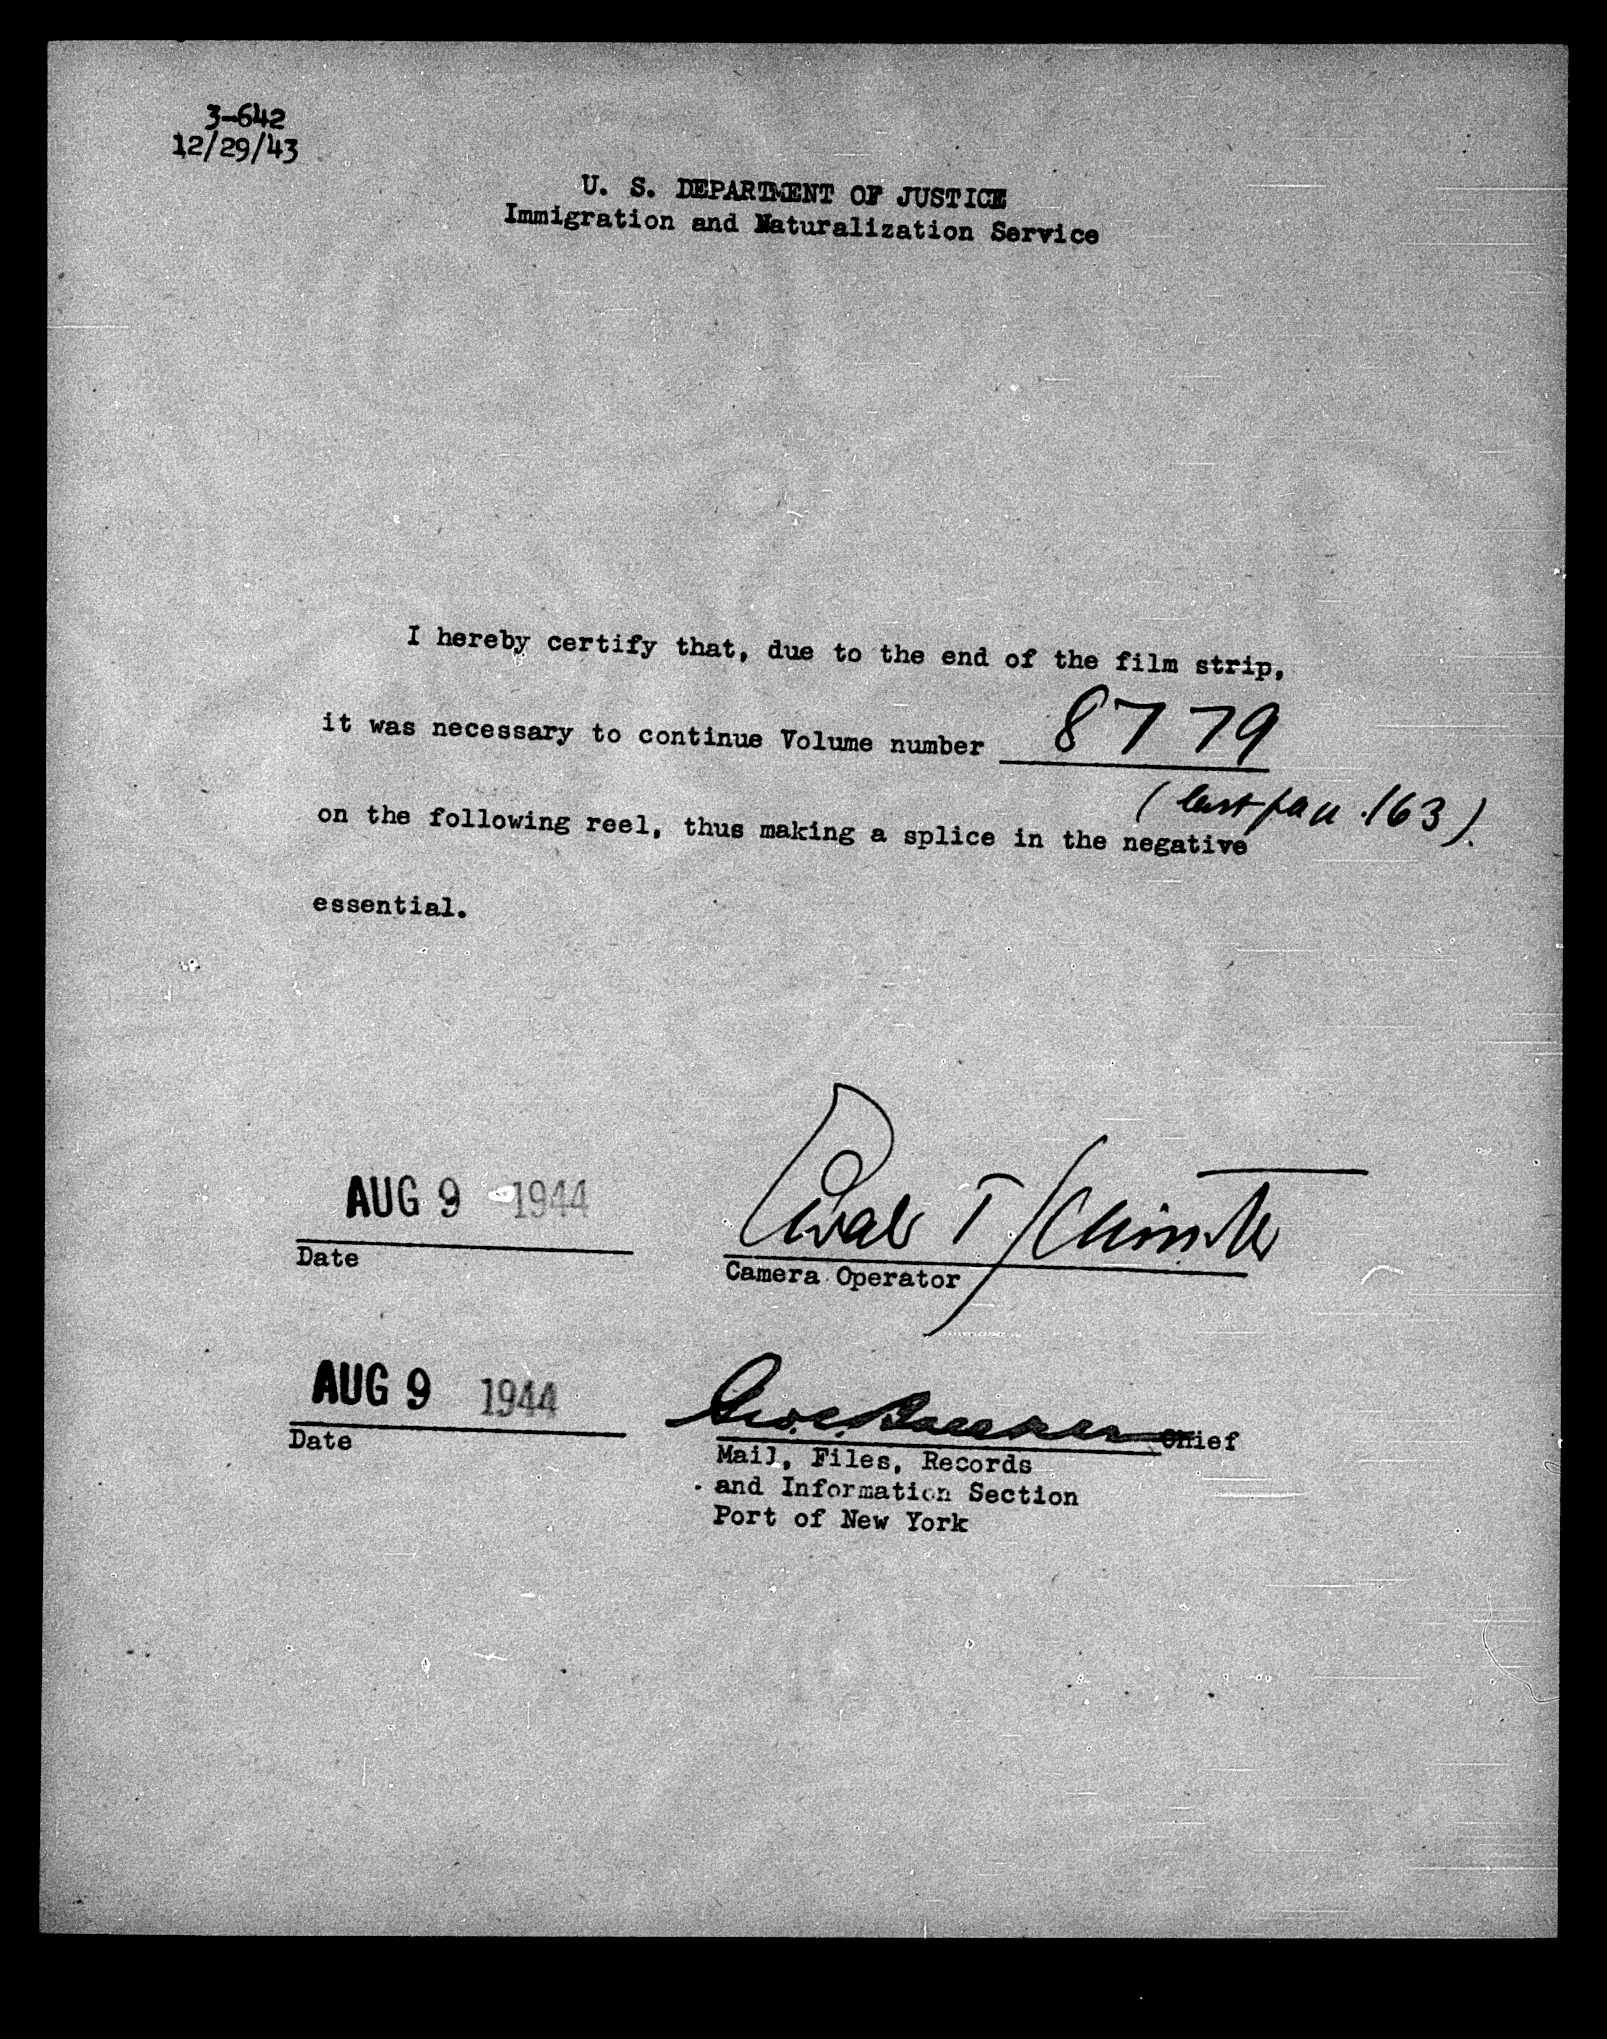 3-642
12/29/43
U. S. DEPARTMENT OF JUSTICE
Immigration and Naturalization Service
I hereby certify that, due to the end of the film strip,
it was necessary to continue Volume number 8779
(last 163).
on the following reel, thus making a splice in the negative
essential.
AUG 9 1944
Date
Camera Operator
AUG 9 1944
Date
Chief
Mail, Files, Records
and Information Section
Port of New York